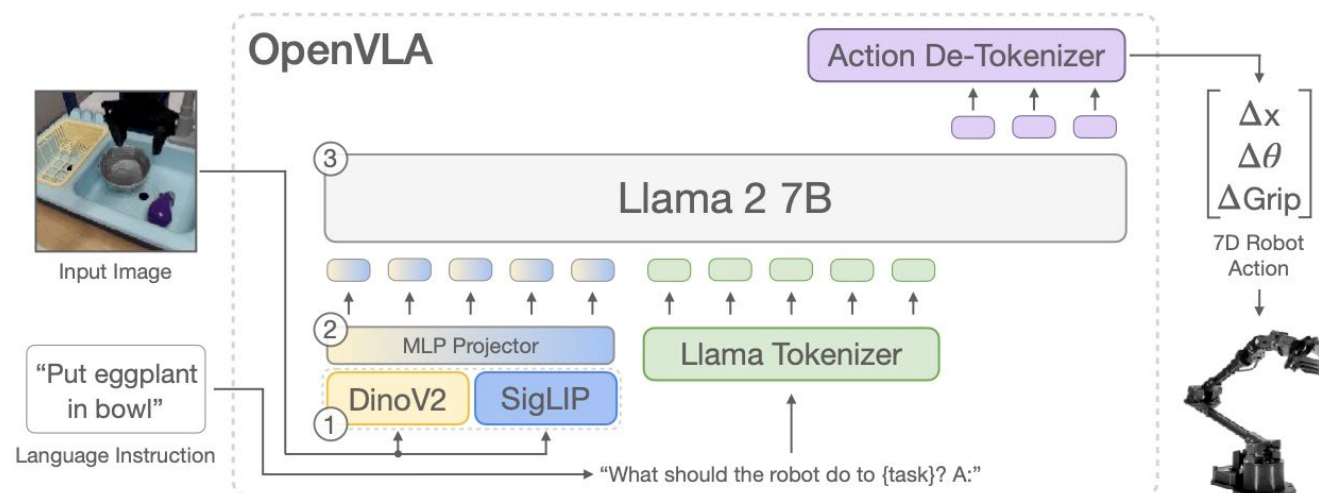 OpenVLA
Action De-Tokenizer
Δx
Δθ
ΔGrip
7D Robot
Action
3
Llama 2 7B
Input Image
2
MLP Projector
Llama Tokenizer
“Put eggplant
in bowl”
Language Instruction
DinoV2
SigLIP
1
“What should the robot do to {task}? A:”